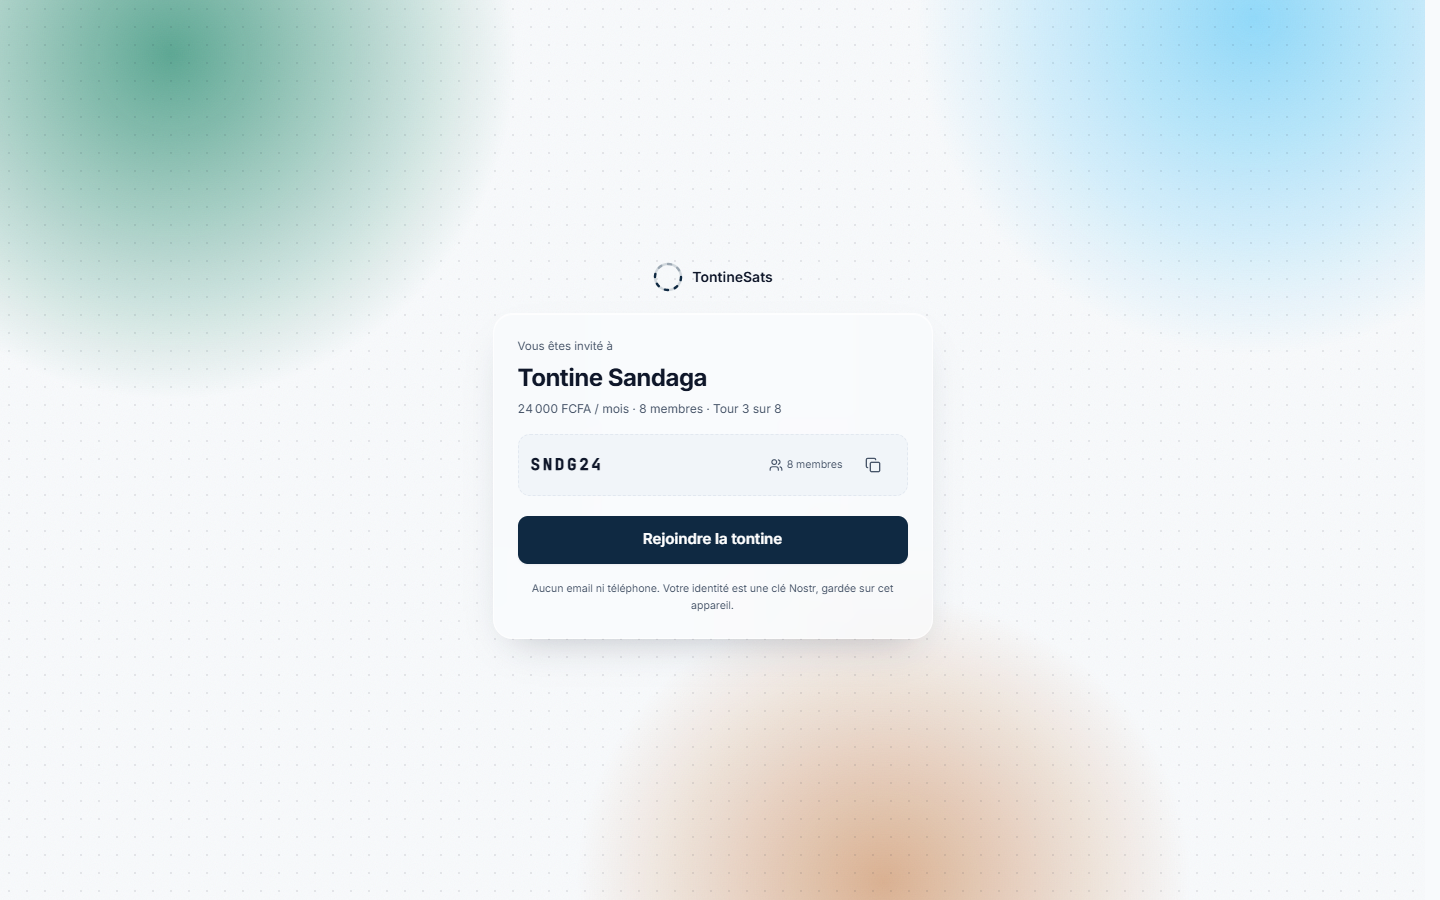 TontineSats
Vous êtes invité à
Tontine Sandaga
24 000 FCFA / mois · 8 membres · Tour 3 sur 8
SNDG24
8 membres
Rejoindre la tontine
Aucun email ni téléphone. Votre identité est une clé Nostr, gardée sur cet
appareil.